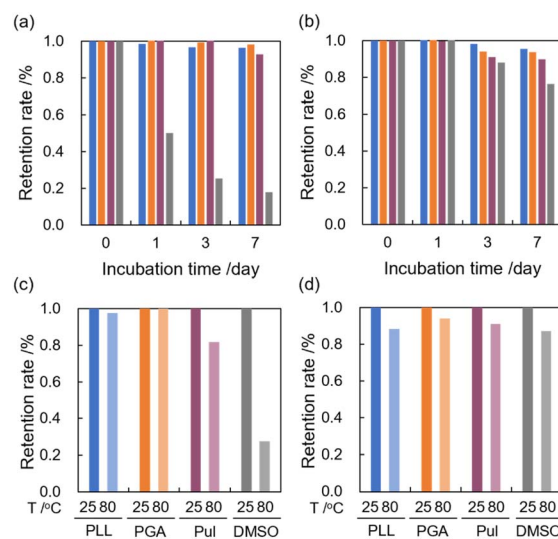 (a)
Retention rate /%
1.0
0.8
0.6
0.4
0.2
0.0
0 1 3 7
Incubation time /day
(b)
Retention rate /%
1.0
0.8
0.6
0.4
0.2
0.0
0 1 3 7
Incubation time /day
(c)
Retention rate /%
1.0
0.8
0.6
0.4
0.2
0.0
T /°C 25 80 25 80 25 80 25 80
PLL PGA Pul DMSO
(d)
Retention rate /%
1.0
0.8
0.6
0.4
0.2
0.0
T /°C 25 80 25 80 25 80 25 80
PLL PGA Pul DMSO